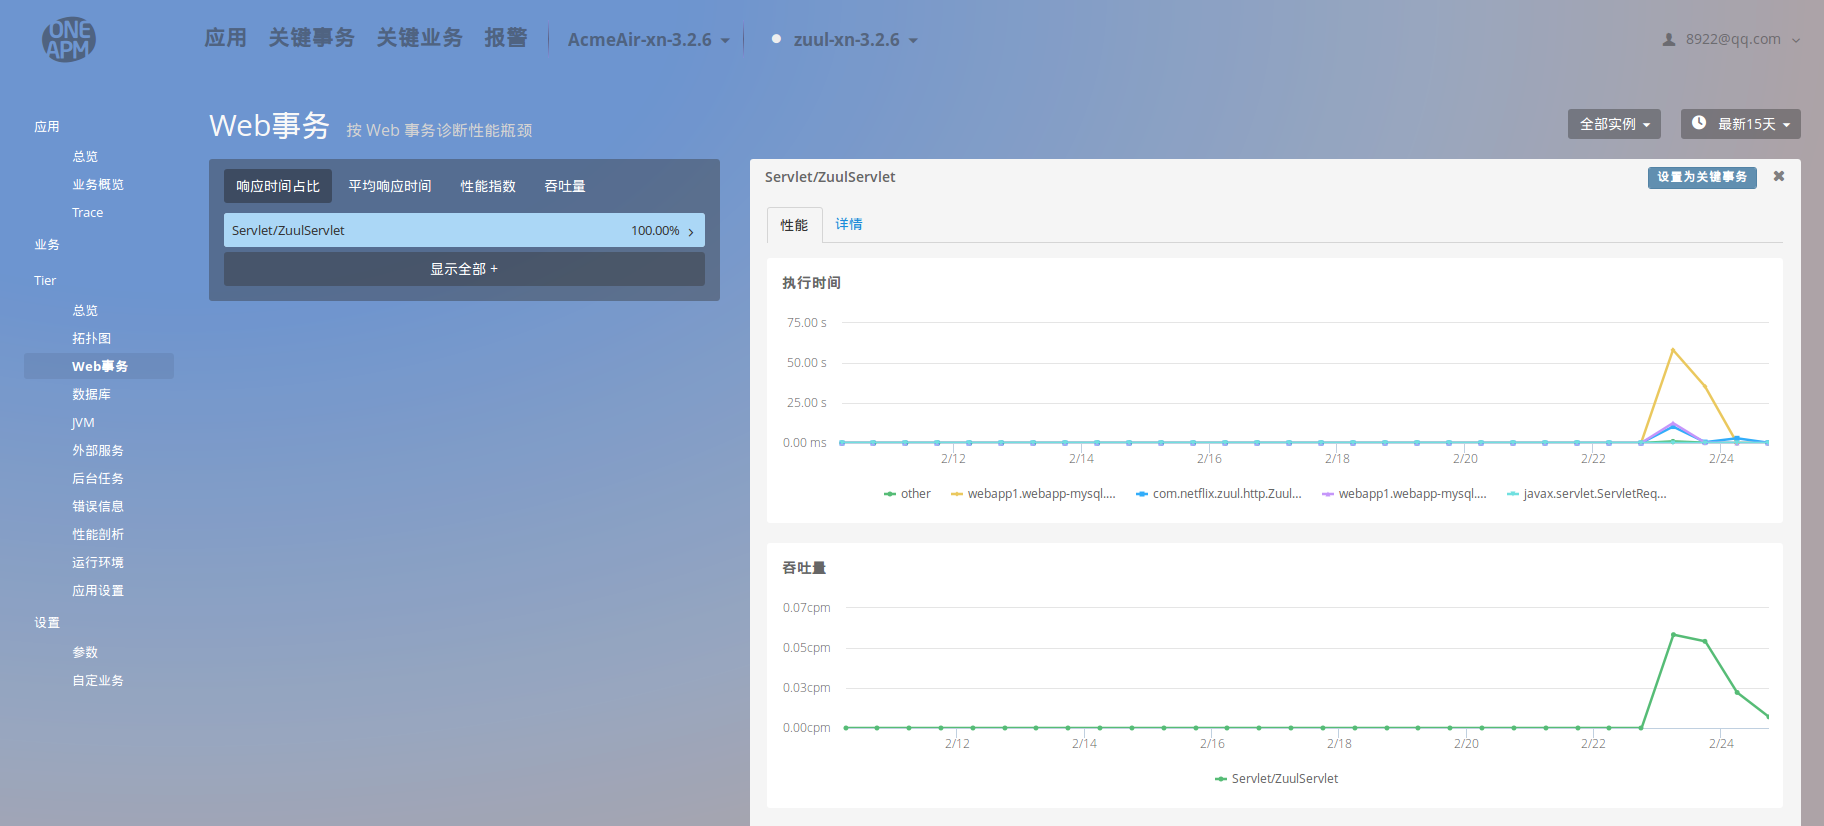 ONE
APM
应用 关键事务 关键业务 报警 AcmeAir-xn-3.2.6 zuul-xn-3.2.6 8922@qq.com
Web事务 按 Web 事务诊断性能瓶颈 全部实例 最新15天
应用
总览
业务概览
Trace
业务
Tier
总览
拓扑图
Web事务
数据库
JVM
外部服务
后台任务
错误信息
性能剖析
运行环境
应用设置
设置
参数
自定业务
响应时间占比 平均响应时间 性能指数 吞吐量
Servlet/ZuulServlet 100.00%
显示全部 +
Servlet/ZuulServlet 设置为关键事务
性能 详情
执行时间
75.00 s
50.00 s
25.00 s
0.00 ms
2/12 2/14 2/16 2/18 2/20 2/22 2/24
other webapp1.webapp-mysql.... com.netflix.zuul.http.Zuul... webapp1.webapp-mysql.... javax.servlet.ServletReq...
吞吐量
0.07cpm
0.05cpm
0.03cpm
0.00cpm
2/12 2/14 2/16 2/18 2/20 2/22 2/24
Servlet/ZuulServlet